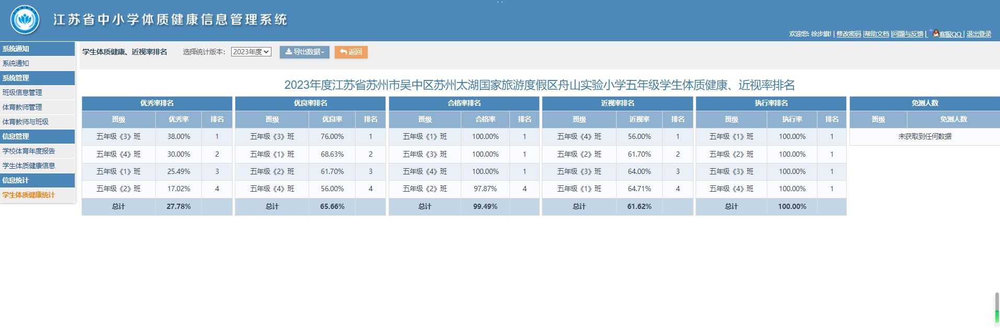 江苏省中小学体质健康信息管理系统
欢迎您: 徐步旗! | 修改密码 |帮助文档 |问题与反馈 | 客服QQ | 退出登录
系统通知
系统通知
系统管理
班级信息管理
体育教师管理
体育教师与班级
信息管理
学校体育年度报告
学生体质健康信息
信息统计
学生体质健康统计
学生体质健康、近视率排名 选择统计版本: 2023年度 导出数据 返回
2023年度江苏省苏州市吴中区苏州太湖国家旅游度假区舟山实验小学五年级学生体质健康、近视率排名
优秀率排名
班级 优秀率 排名
五年级《3》班 38.00% 1
五年级《4》班 30.00% 2
五年级《1》班 25.49% 3
五年级《2》班 17.02% 4
总计 27.78%
优良率排名
班级 优良率 排名
五年级《3》班 76.00% 1
五年级《1》班 68.63% 2
五年级《2》班 61.70% 3
五年级《4》班 56.00% 4
总计 65.66%
合格率排名
班级 合格率 排名
五年级《1》班 100.00% 1
五年级《3》班 100.00% 1
五年级《4》班 100.00% 1
五年级《2》班 97.87% 4
总计 99.49%
近视率排名
班级 近视率 排名
五年级《4》班 56.00% 1
五年级《2》班 61.70% 2
五年级《3》班 64.00% 3
五年级《1》班 64.71% 4
总计 61.62%
执行率排名
班级 执行率 排名
五年级《1》班 100.00% 1
五年级《2》班 100.00% 1
五年级《3》班 100.00% 1
五年级《4》班 100.00% 1
总计 100.00%
免测人数
班级 免测人数
未获取到任何数据